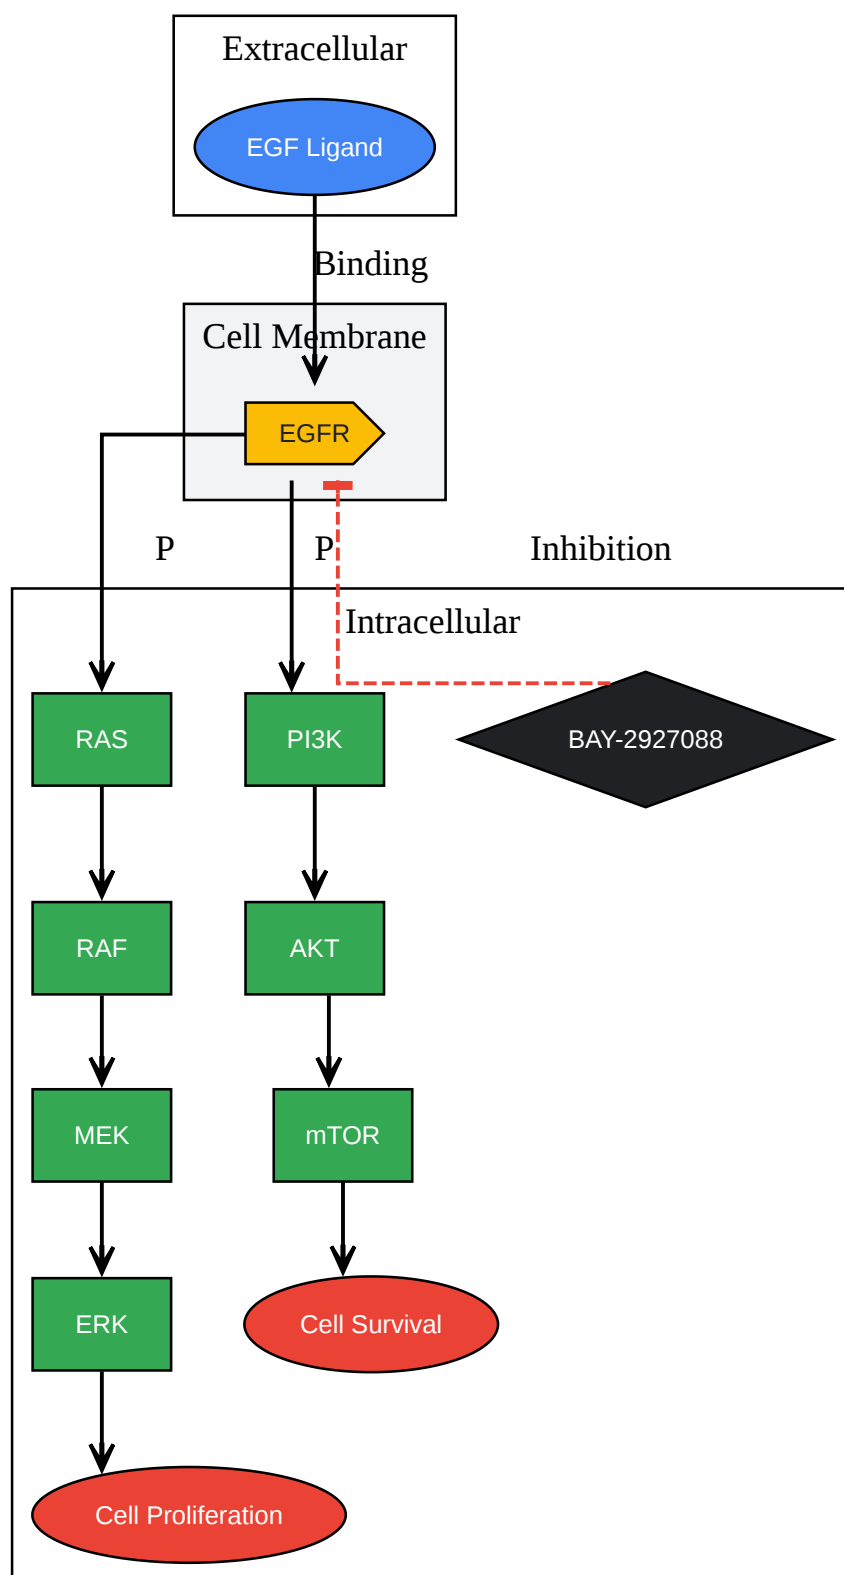 Extracellular
EGF Ligand
Binding
Cell Membrane
EGFR
P
P
Inhibition
Intracellular
RAS
PI3K
BAY-2927088
RAF
AKT
MEK
mTOR
ERK
Cell Survival
Cell Proliferation